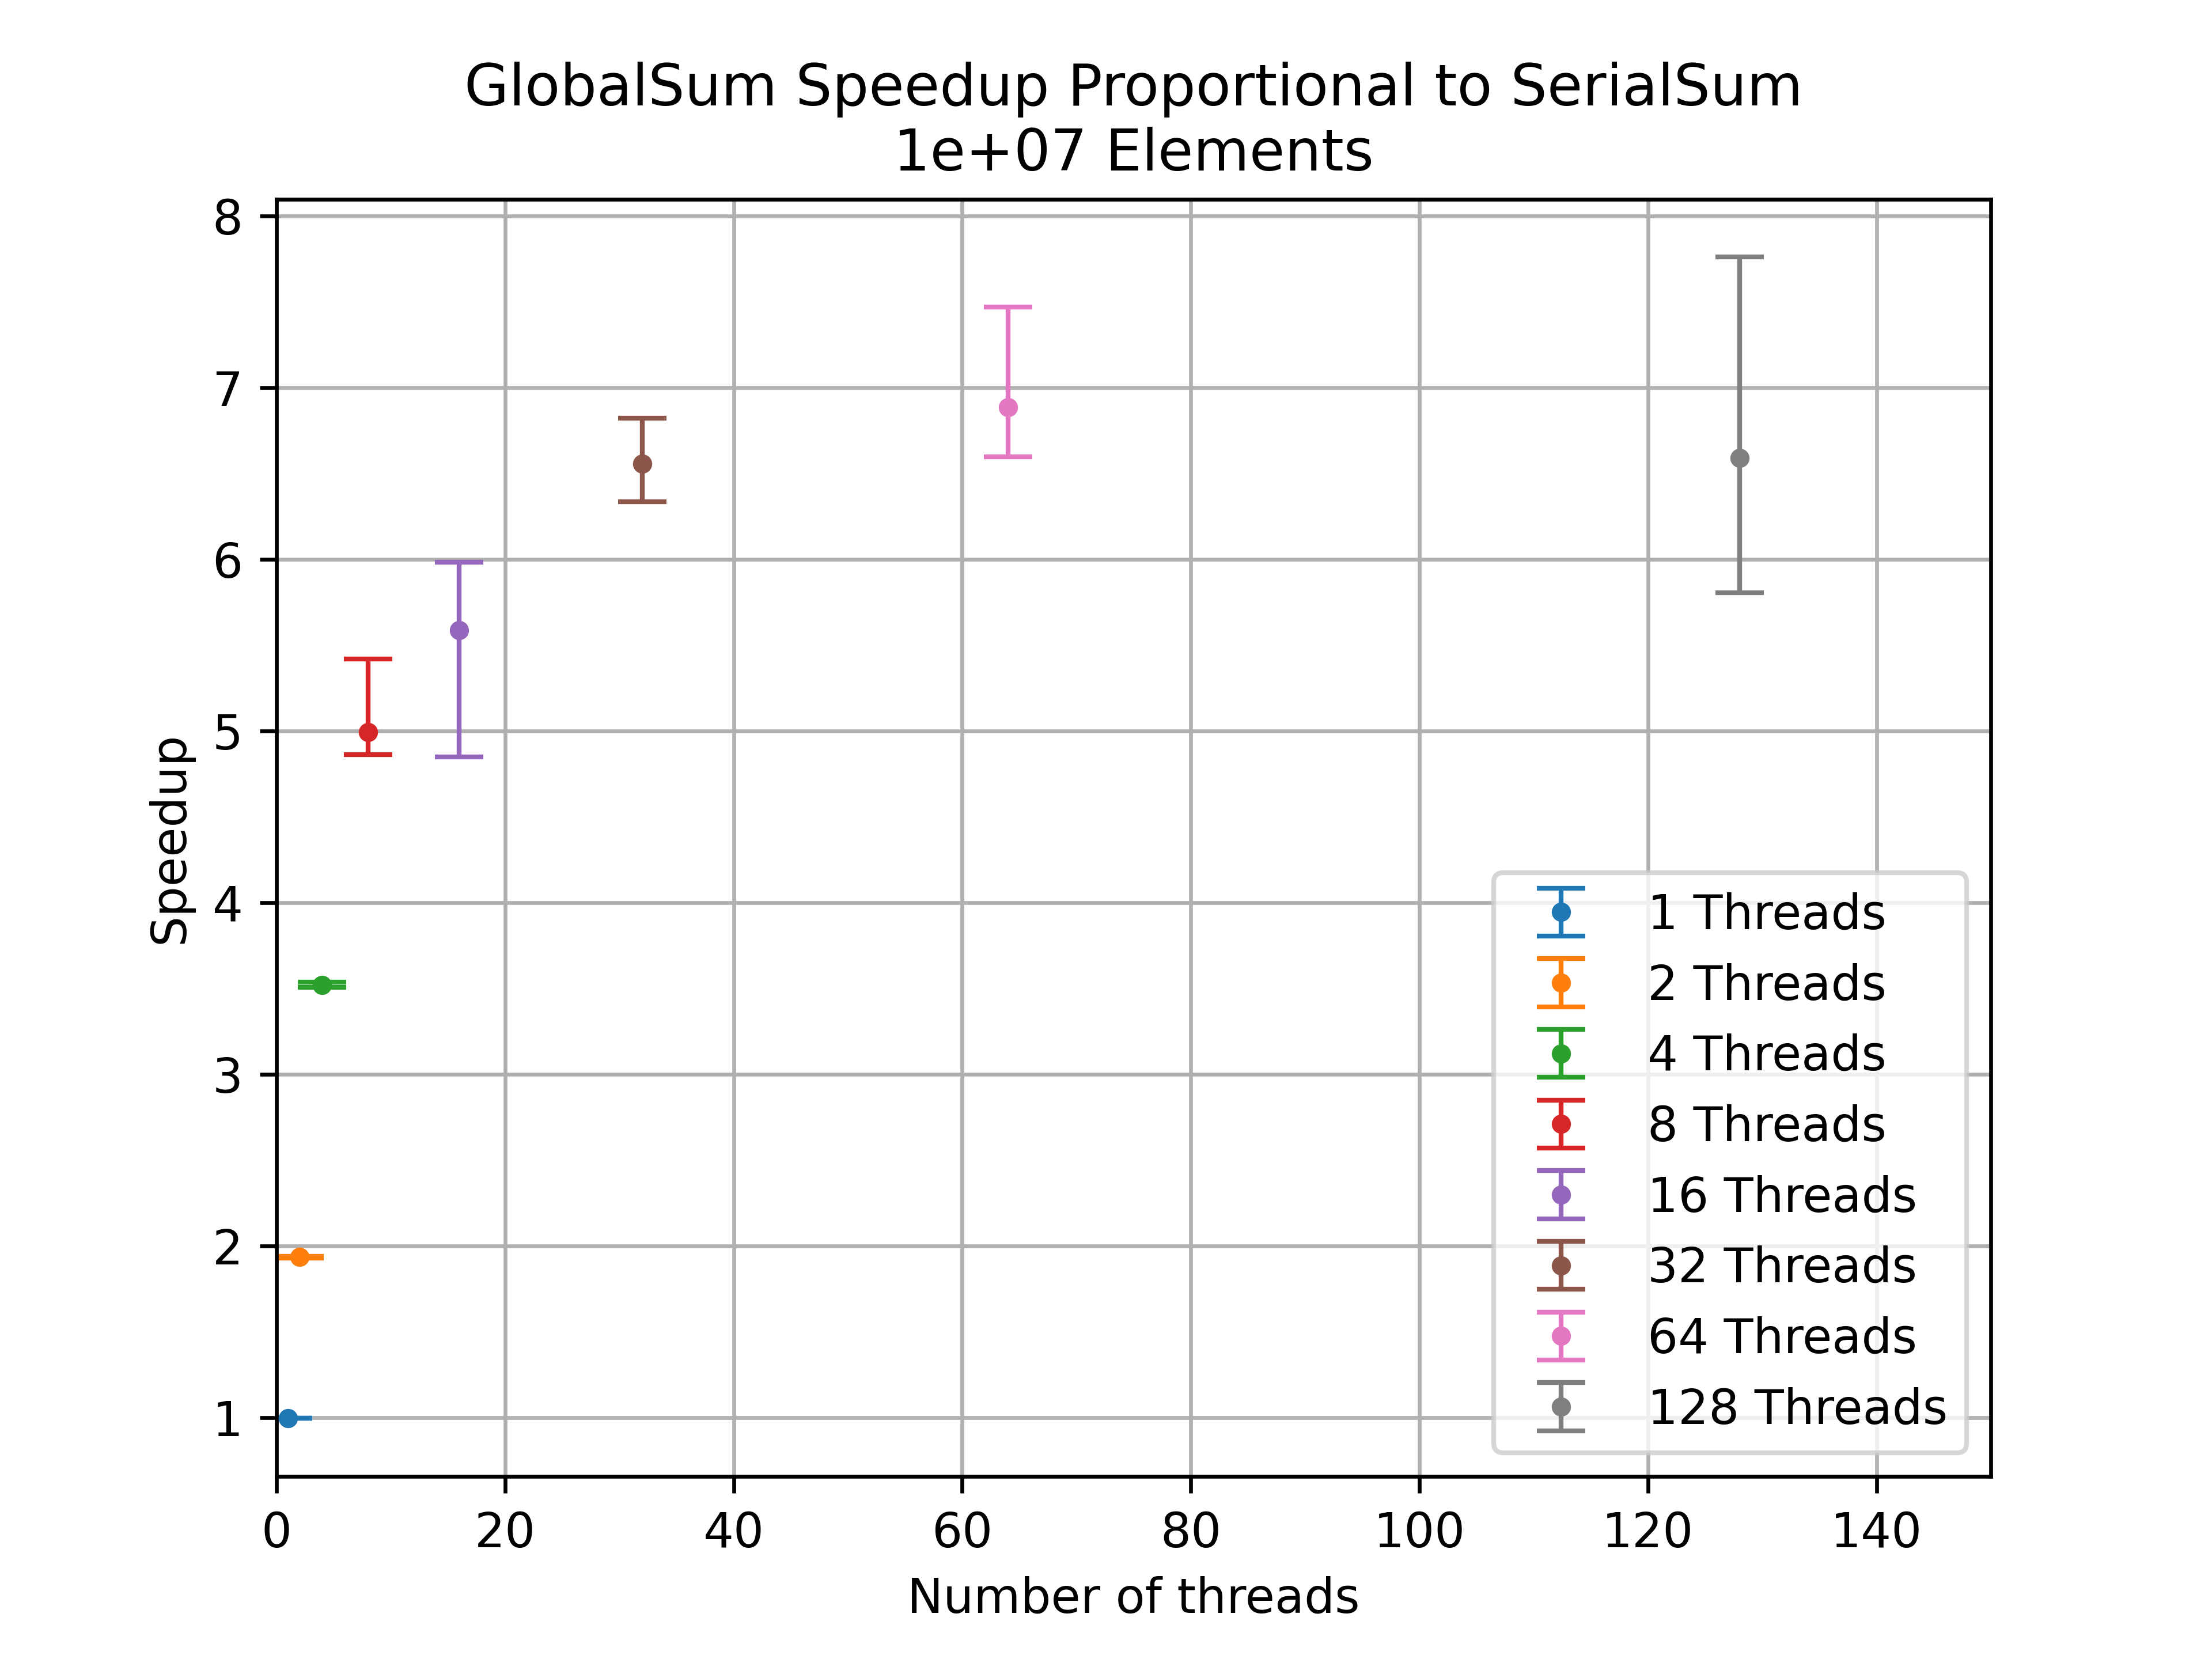 GlobalSum Speedup Proportional to SerialSum
1e+07 Elements
8
7
6
5
4
3
2
1
Speedup
1 Threads
2 Threads
4 Threads
8 Threads
16 Threads
32 Threads
64 Threads
128 Threads
0 20 40 60 80 100 120 140
Number of threads